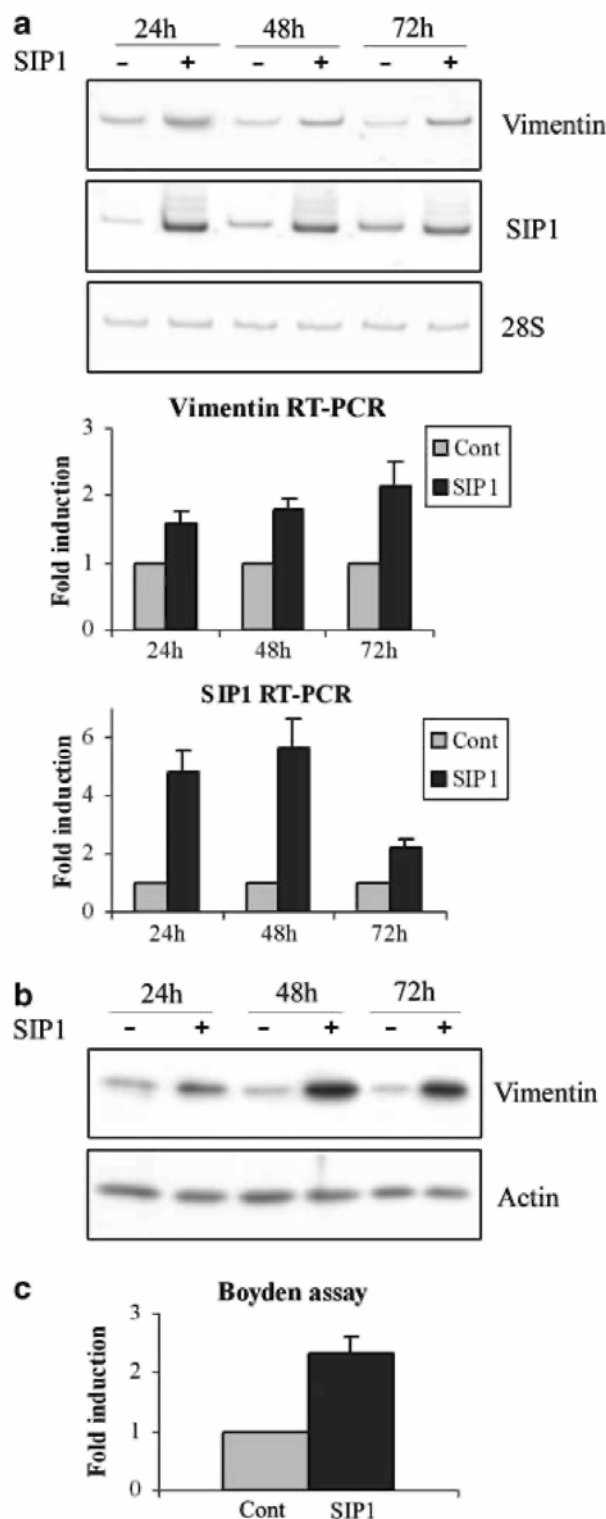 a
24h 48h 72h
SIP1 - + - + - +
Vimentin
SIP1
28S
Vimentin RT-PCR
Fold induction
3
2
1
0
Cont
SIP1
24h 48h 72h
SIP1 RT-PCR
Fold induction
6
4
2
0
Cont
SIP1
24h 48h 72h
b
24h 48h 72h
SIP1 - + - + - +
Vimentin
Actin
c
Boyden assay
Fold induction
3
2
1
0
Cont SIP1